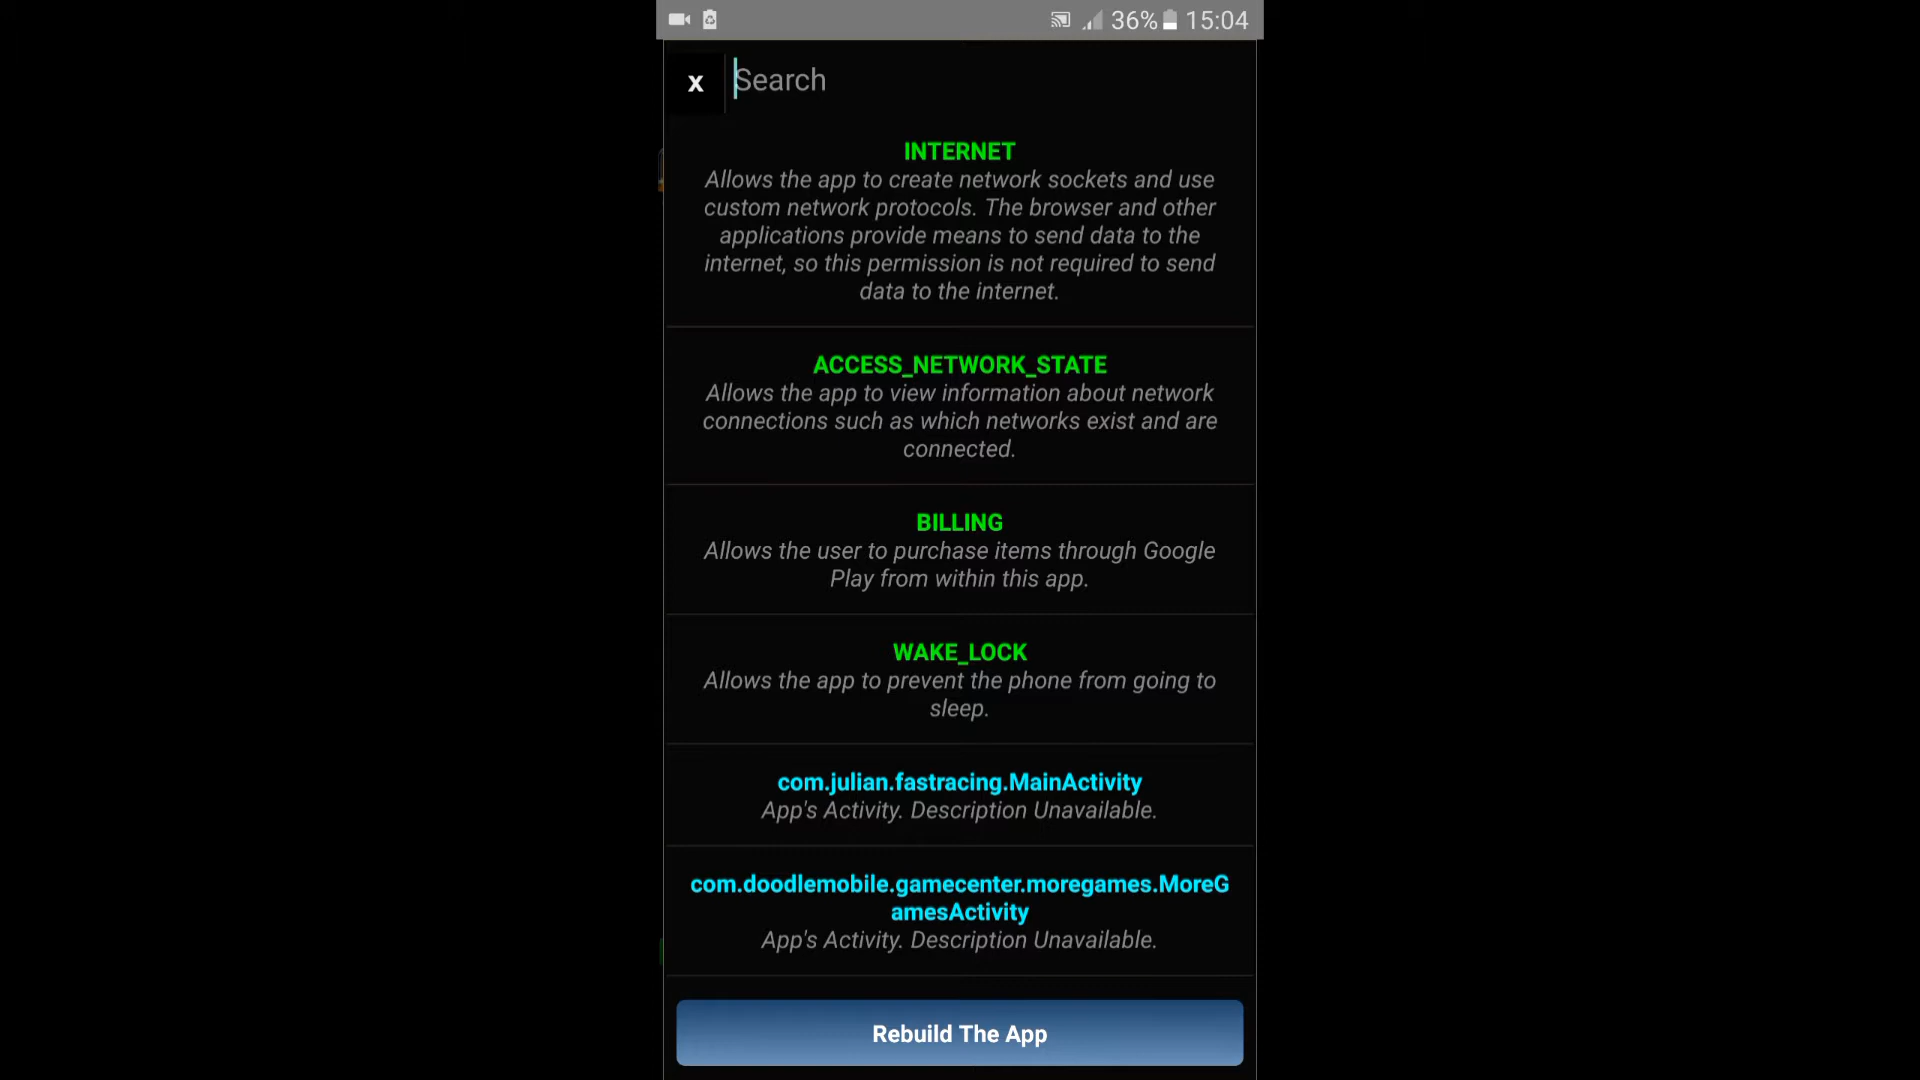 36% 15:04
x Search
INTERNET
Allows the app to create network sockets and use
custom network protocols. The browser and other
applications provide means to send data to the
internet, so this permission is not required to send
data to the internet.
ACCESS_NETWORK_STATE
Allows the app to view information about network
connections such as which networks exist and are
connected.
BILLING
Allows the user to purchase items through Google
Play from within this app.
WAKE_LOCK
Allows the app to prevent the phone from going to
sleep.
com.julian.fastracing.MainActivity
App's Activity. Description Unavailable.
com.doodlemobile.gamecenter.moregames.MoreG
amesActivity
App's Activity. Description Unavailable.
Rebuild The App